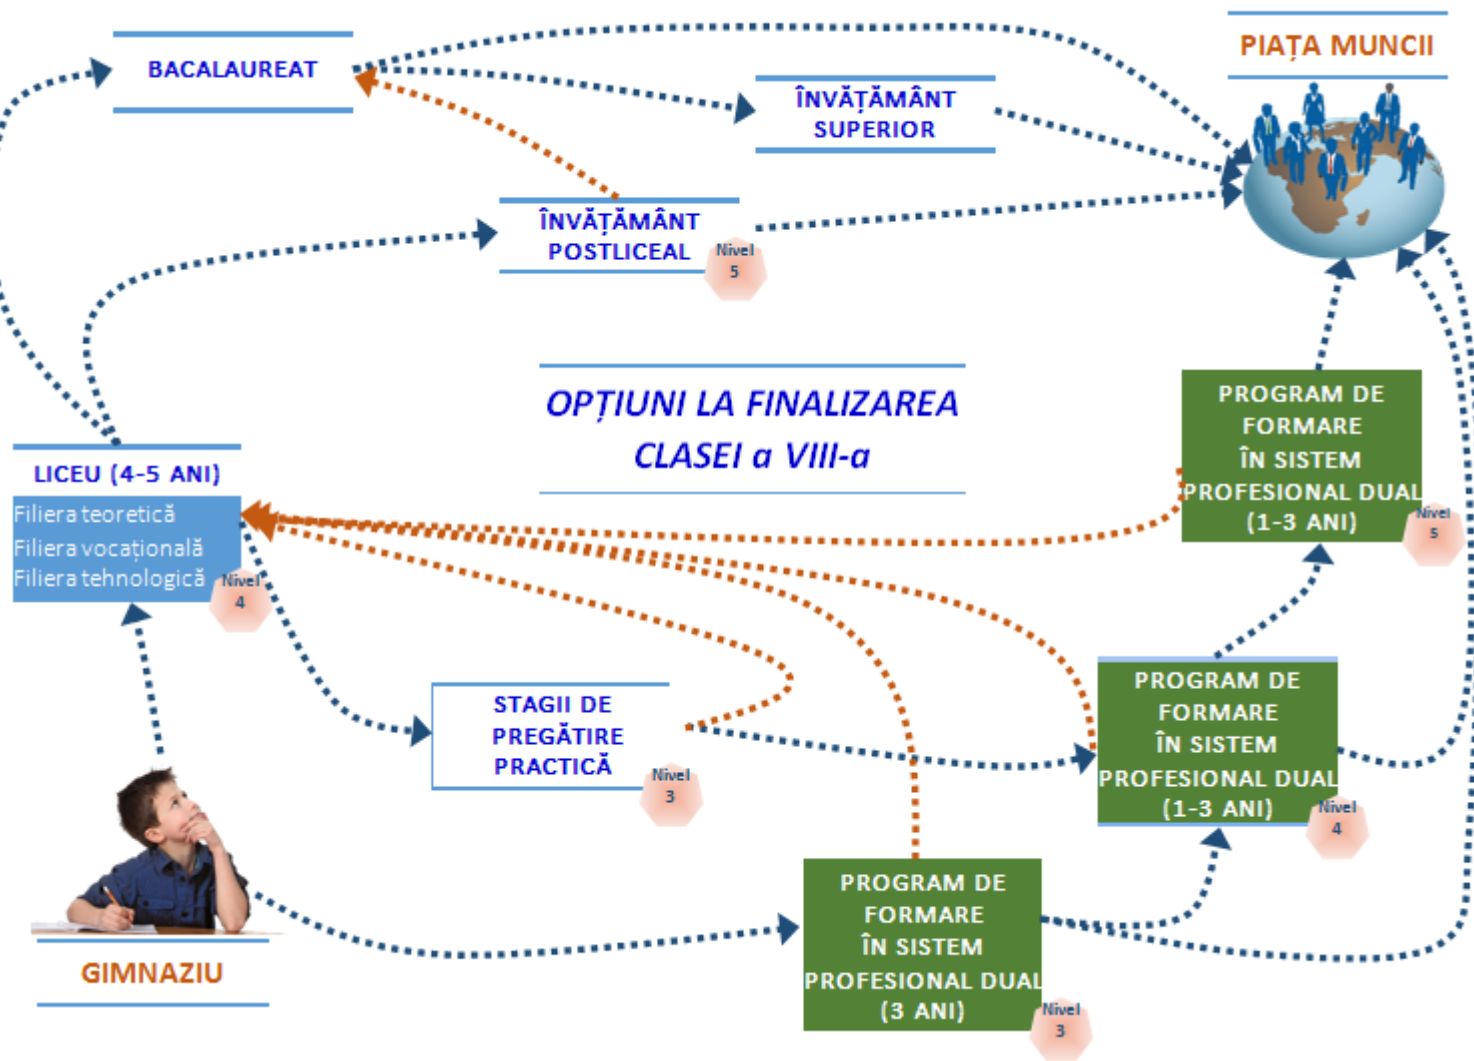 BACALAUREAT
PIAȚA MUNCII
ÎNVĂȚĂMÂNT
SUPERIOR
ÎNVĂȚĂMÂNT
POSTLICEAL
Nivel
5
OPȚIUNI LA FINALIZAREA
CLASEI a VIII-a
LICEU (4-5 ANI)
Filiera teoretică
Filiera vocațională
Filiera tehnologică
Nivel
4
PROGRAM DE
FORMARE
ÎN SISTEM
PROFESIONAL DUAL
(1-3 ANI)
Nivel
5
STAGII DE
PREGĂTIRE
PRACTICĂ
Nivel
3
PROGRAM DE
FORMARE
ÎN SISTEM
PROFESIONAL DUAL
(1-3 ANI)
Nivel
4
GIMNAZIU
PROGRAM DE
FORMARE
ÎN SISTEM
PROFESIONAL DUAL
(3 ANI)
Nivel
3